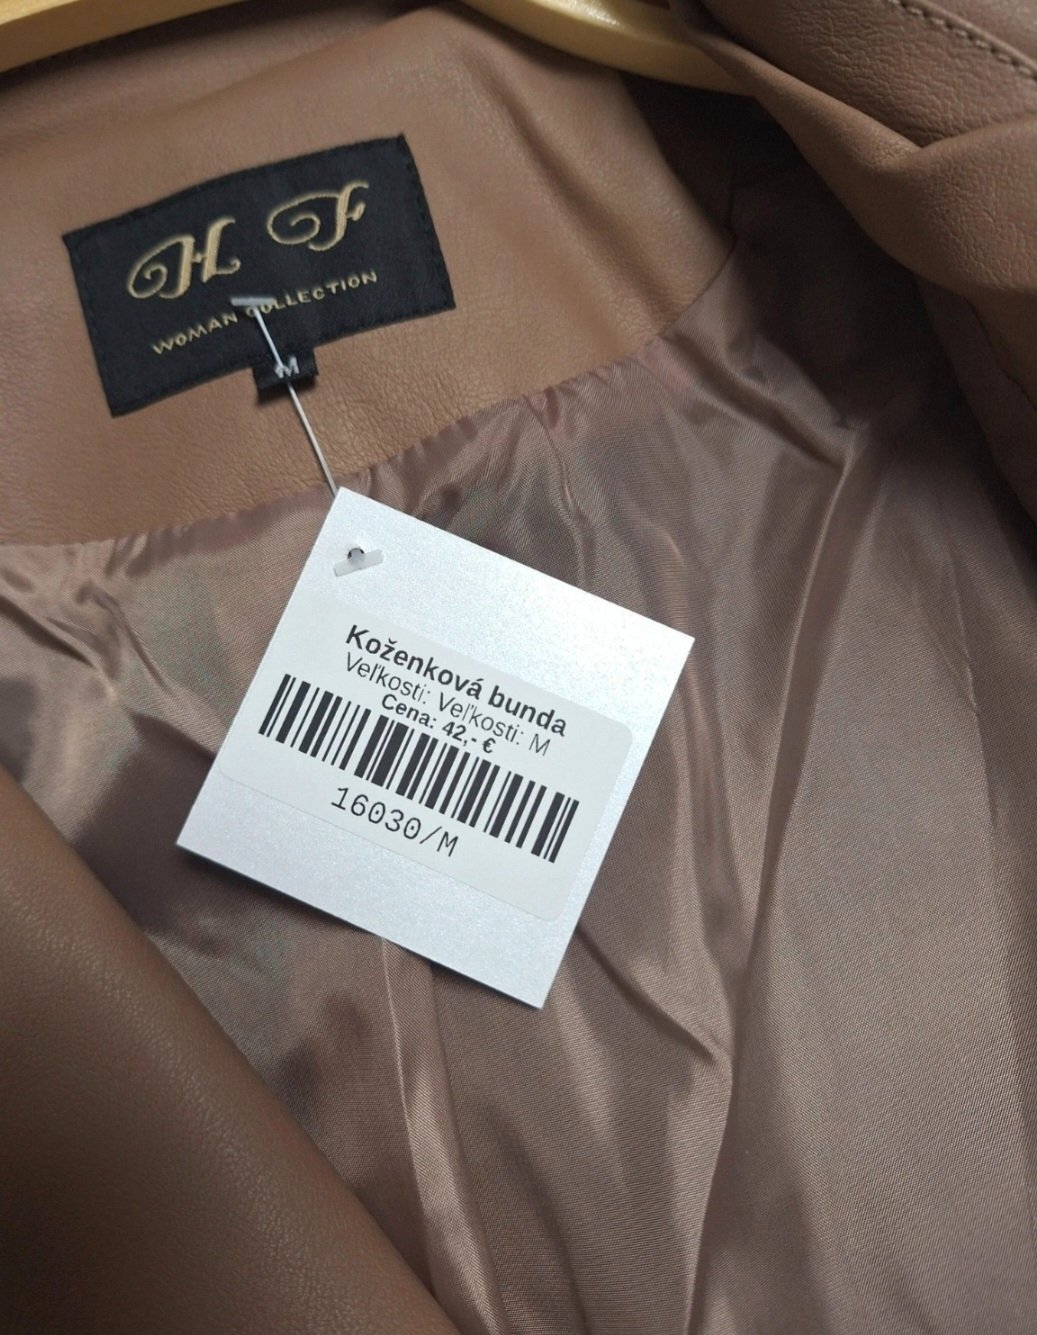 H F
WOMAN COLLECTION
M
Koženková bunda
Veľkosti: Veľkosti: M
Cena: 42,- €
16030/M